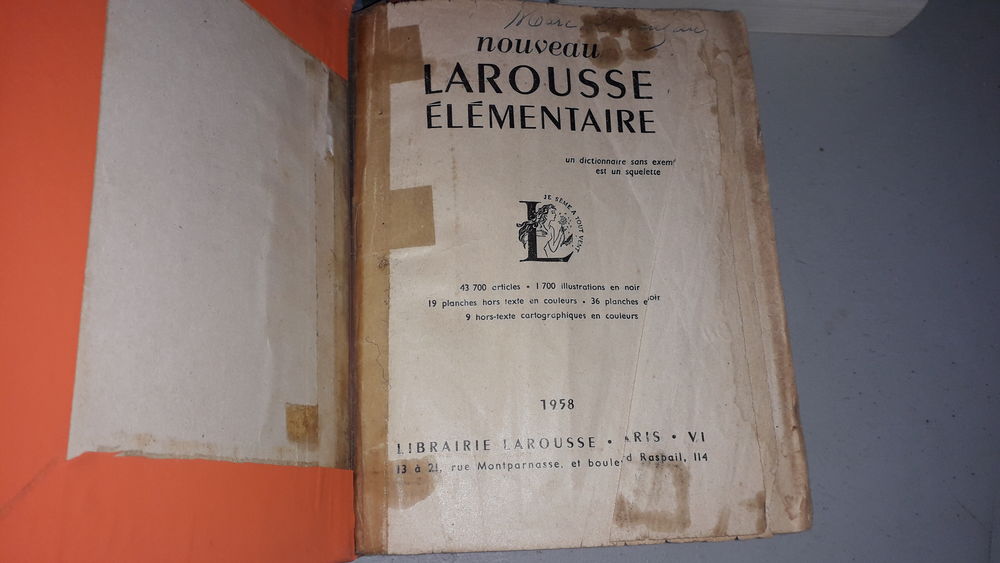 Marc
nouveau
LAROUSSE
ÉLÉMENTAIRE
un dictionnaire sans exem
est un squelette
JE SÈME À TOUT VENT
L
43 700 articles • 1 700 illustrations en noir
19 planches hors texte en couleurs • 36 planches e oir
9 hors-texte cartographiques en couleurs
1958
LIBRAIRIE LAROUSSE • ARIS • VI
13 à 21, rue Montparnasse, et boule d Raspail, 114